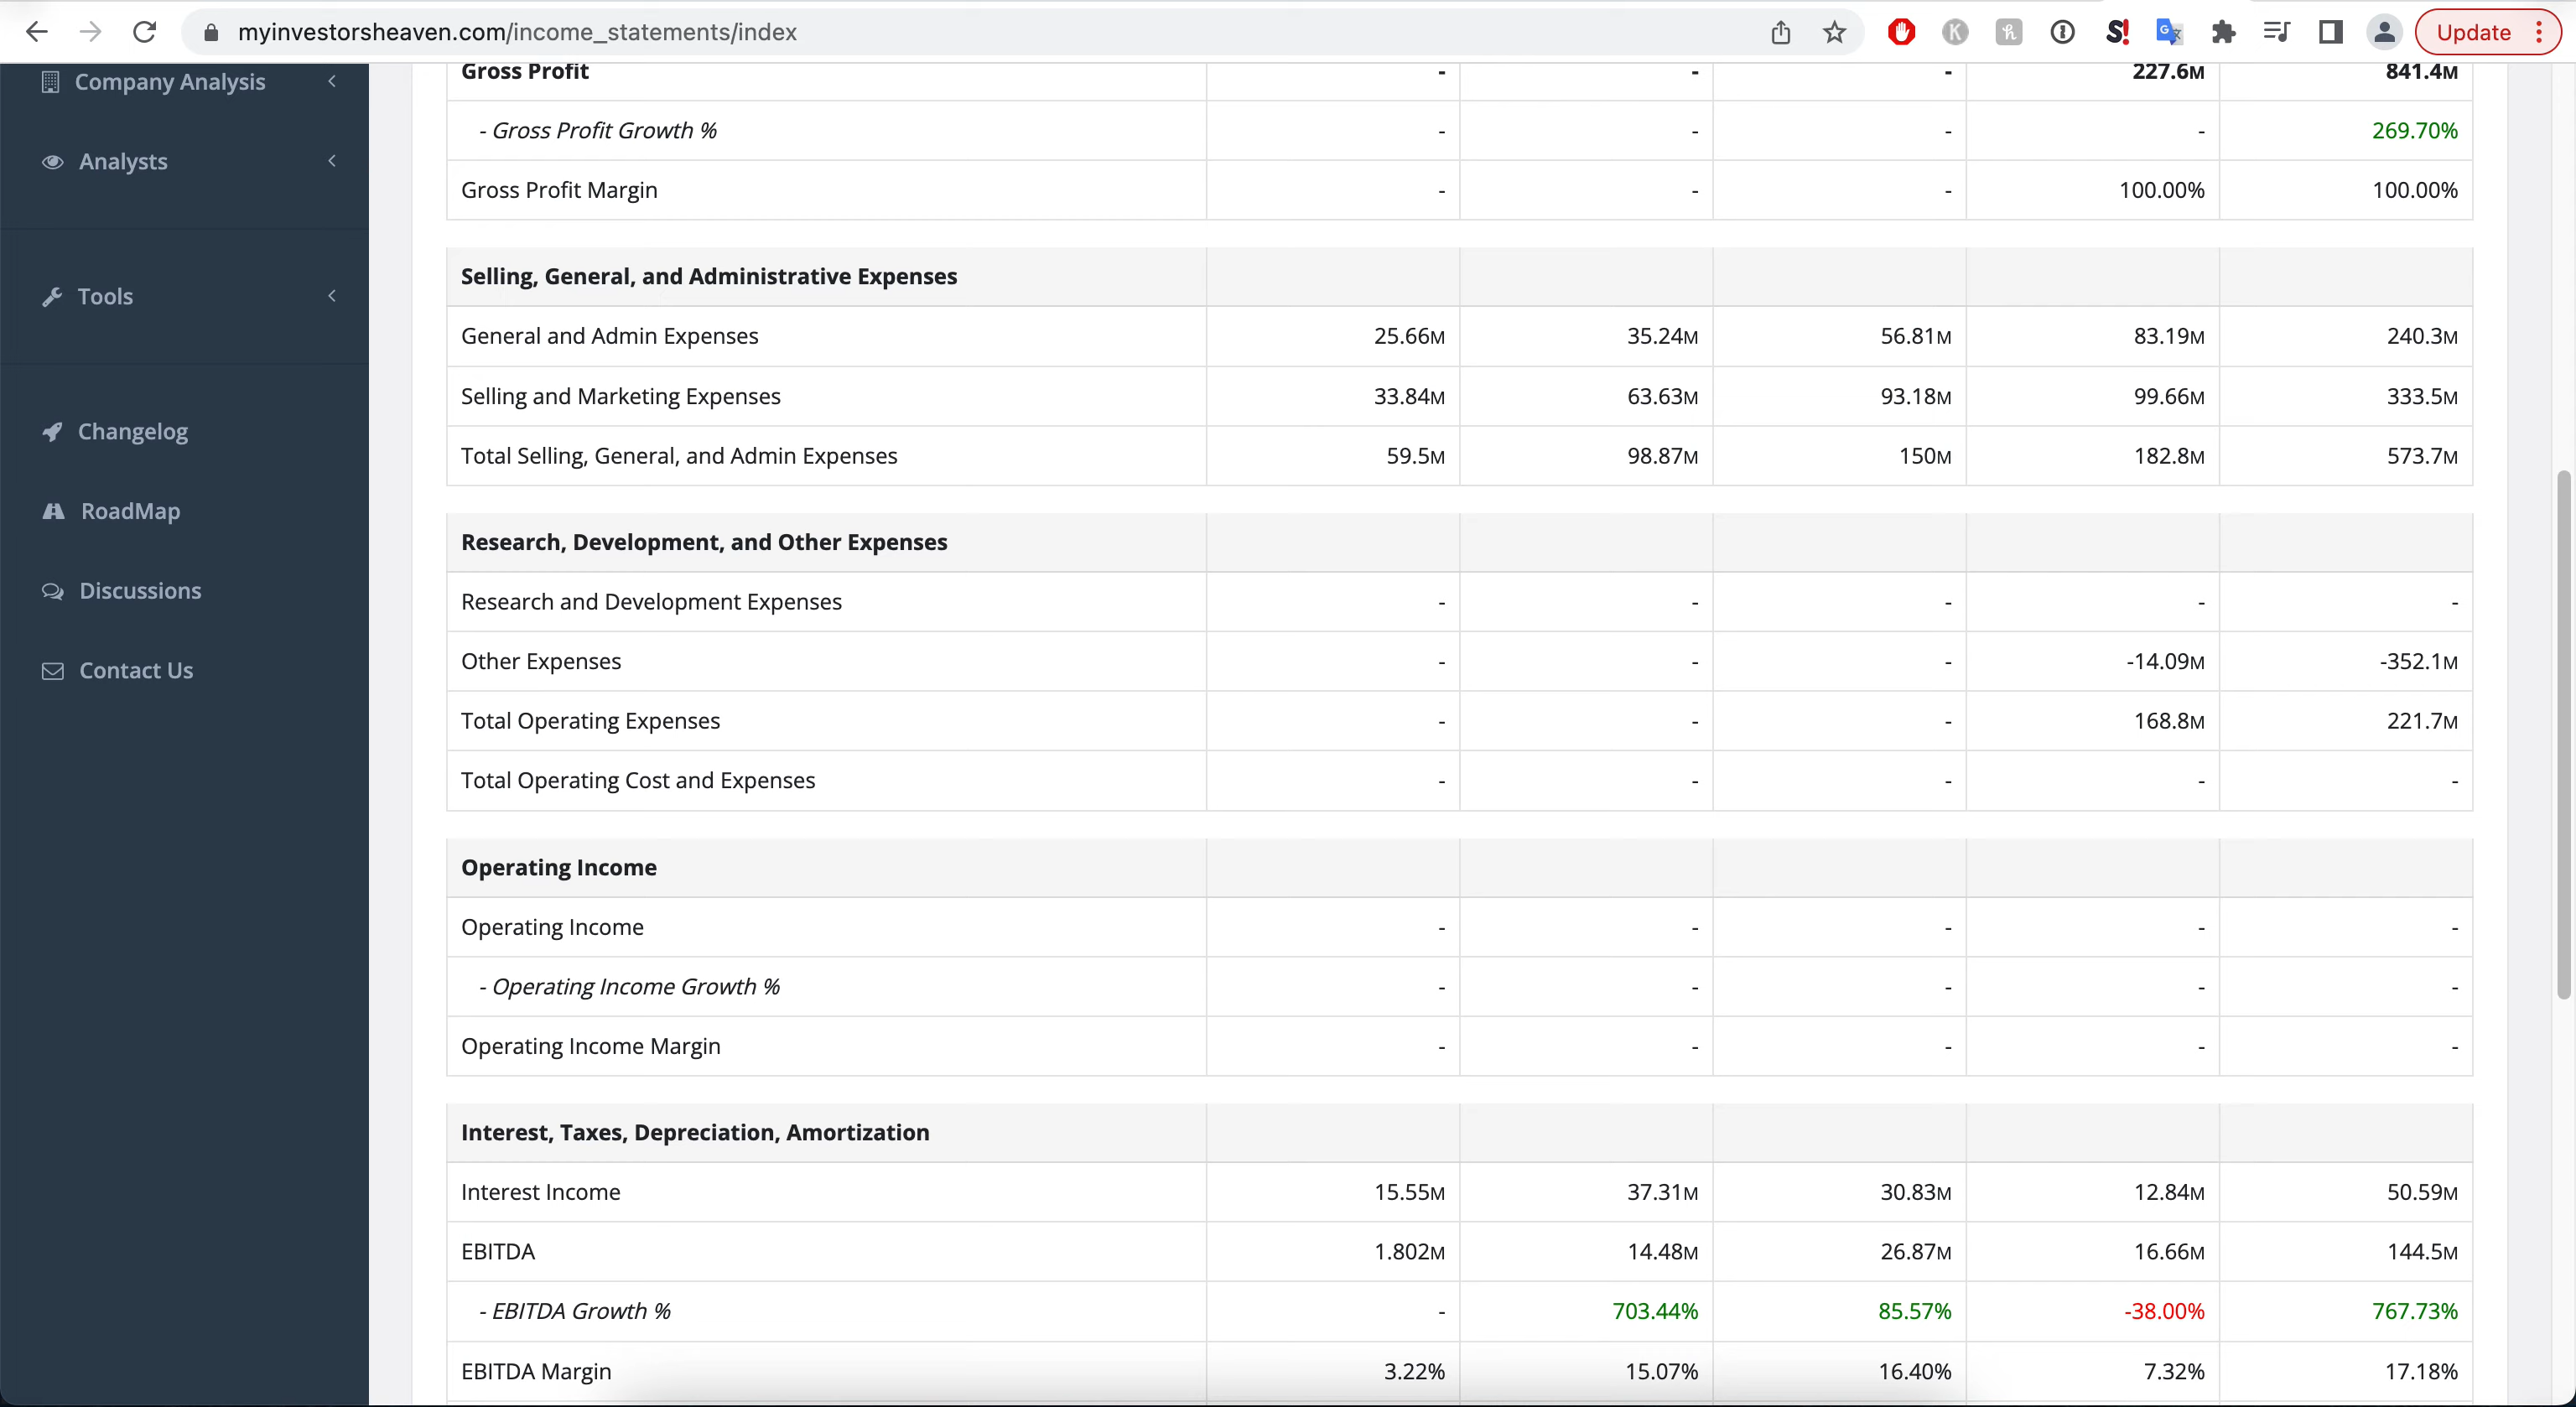 myinvestorsheaven.com/income_statements/index
Update
Company Analysis
Analysts
Tools
Changelog
RoadMap
Discussions
Contact Us
Gross Profit - - - 227.6M 841.4M
- Gross Profit Growth % - - - - 269.70%
Gross Profit Margin - - - 100.00% 100.00%
Selling, General, and Administrative Expenses
General and Admin Expenses 25.66M 35.24M 56.81M 83.19M 240.3M
Selling and Marketing Expenses 33.84M 63.63M 93.18M 99.66M 333.5M
Total Selling, General, and Admin Expenses 59.5M 98.87M 150M 182.8M 573.7M
Research, Development, and Other Expenses
Research and Development Expenses - - - - -
Other Expenses - - - -14.09M -352.1M
Total Operating Expenses - - - 168.8M 221.7M
Total Operating Cost and Expenses - - - - -
Operating Income
Operating Income - - - - -
- Operating Income Growth % - - - - -
Operating Income Margin - - - - -
Interest, Taxes, Depreciation, Amortization
Interest Income 15.55M 37.31M 30.83M 12.84M 50.59M
EBITDA 1.802M 14.48M 26.87M 16.66M 144.5M
- EBITDA Growth % - 703.44% 85.57% -38.00% 767.73%
EBITDA Margin 3.22% 15.07% 16.40% 7.32% 17.18%